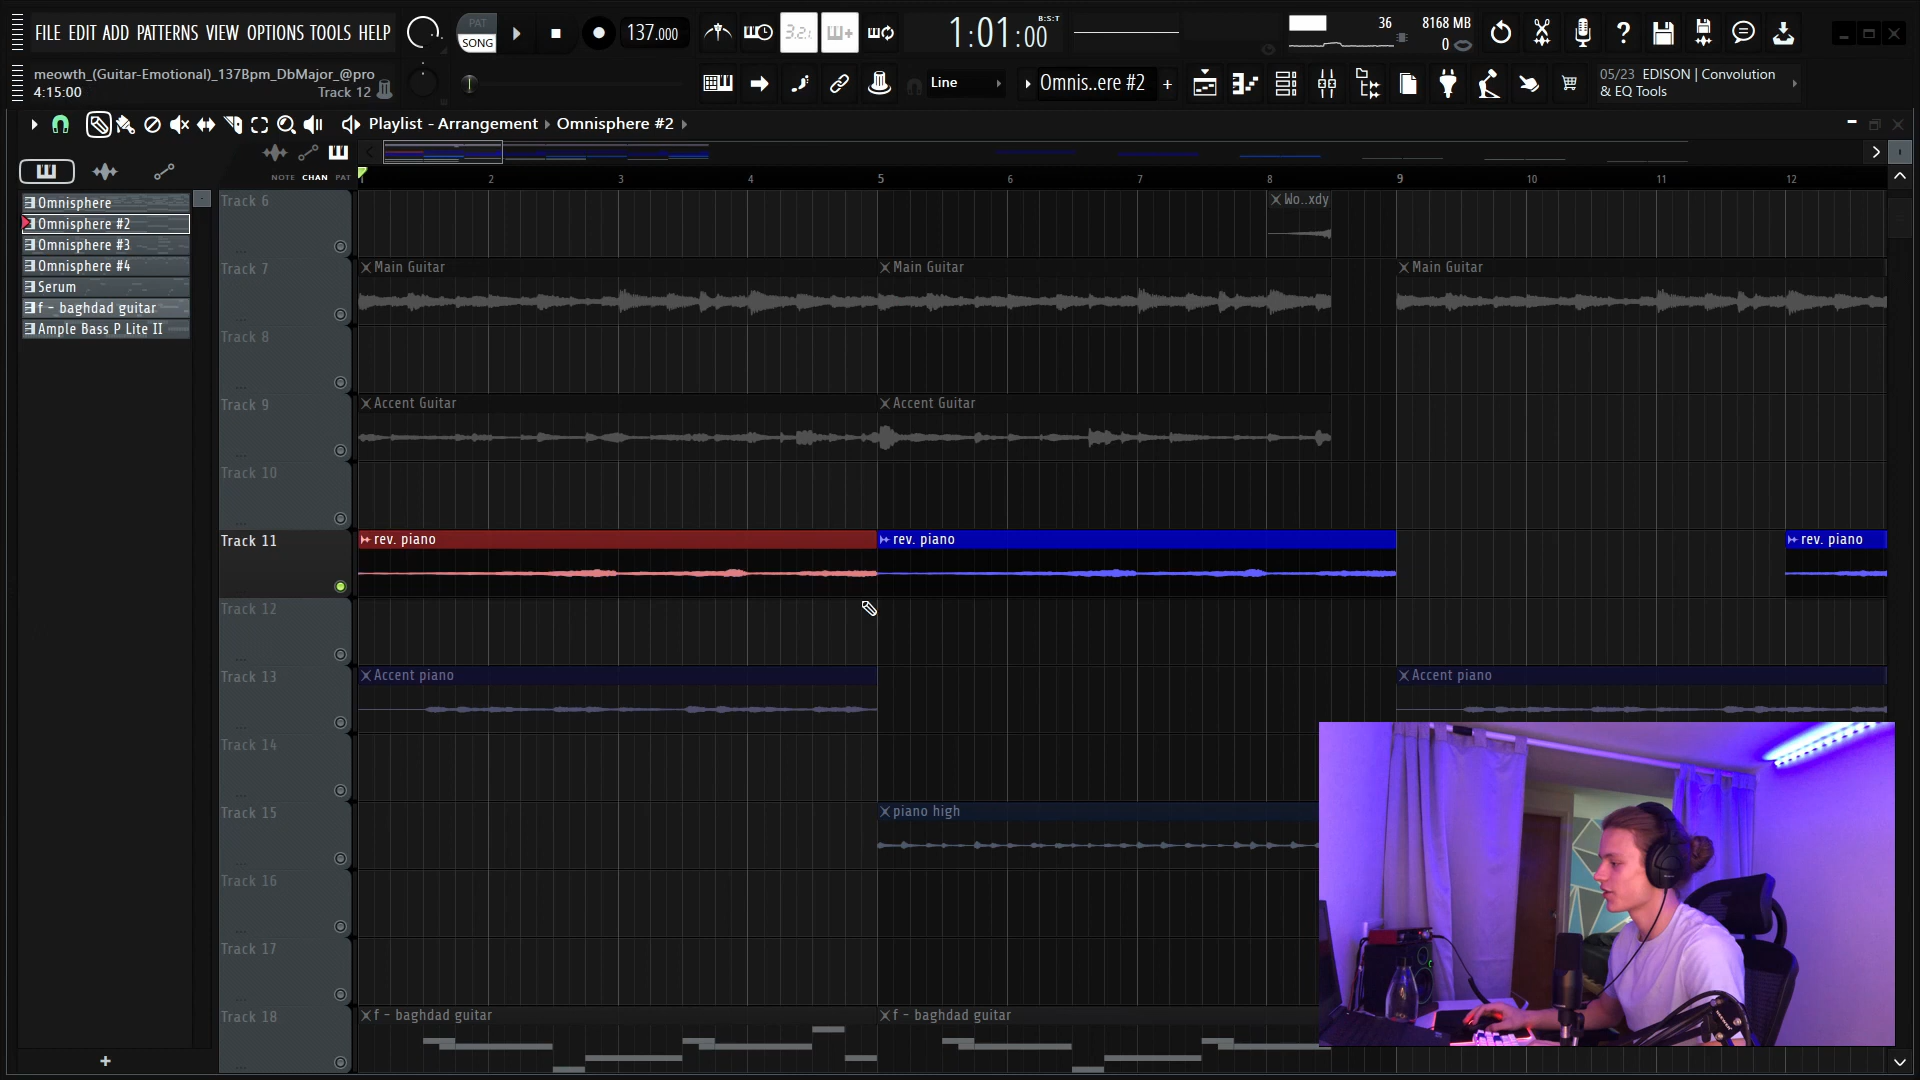 FILE EDIT ADD PATTERNS VIEW OPTIONS TOOLS HELP
PAT
SONG
137.000
3.2.
1:01:00
B:S:T
36
8168 MB
0
meowth_(Guitar-Emotional)_137Bpm_DbMajor_@pro
4:15:00
Track 12
Line
Omnis..ere #2
+
05/23 EDISON | Convolution
& EQ Tools
Playlist - Arrangement
Omnisphere #2
NOTE CHAN PAT
1 2 3 4 5 6 7 8 9 10 11 12
Omnisphere
Omnisphere #2
Omnisphere #3
Omnisphere #4
Serum
f - baghdad guitar
Ample Bass P Lite II
+
Track 6
Wo..xdy
Track 7
Main Guitar
Main Guitar
Main Guitar
Track 8
Track 9
Accent Guitar
Accent Guitar
Track 10
Track 11
rev. piano
rev. piano
rev. piano
Track 12
Track 13
Accent piano
Accent piano
Track 14
Track 15
piano high
Track 16
Track 17
Track 18
f - baghdad guitar
f - baghdad guitar